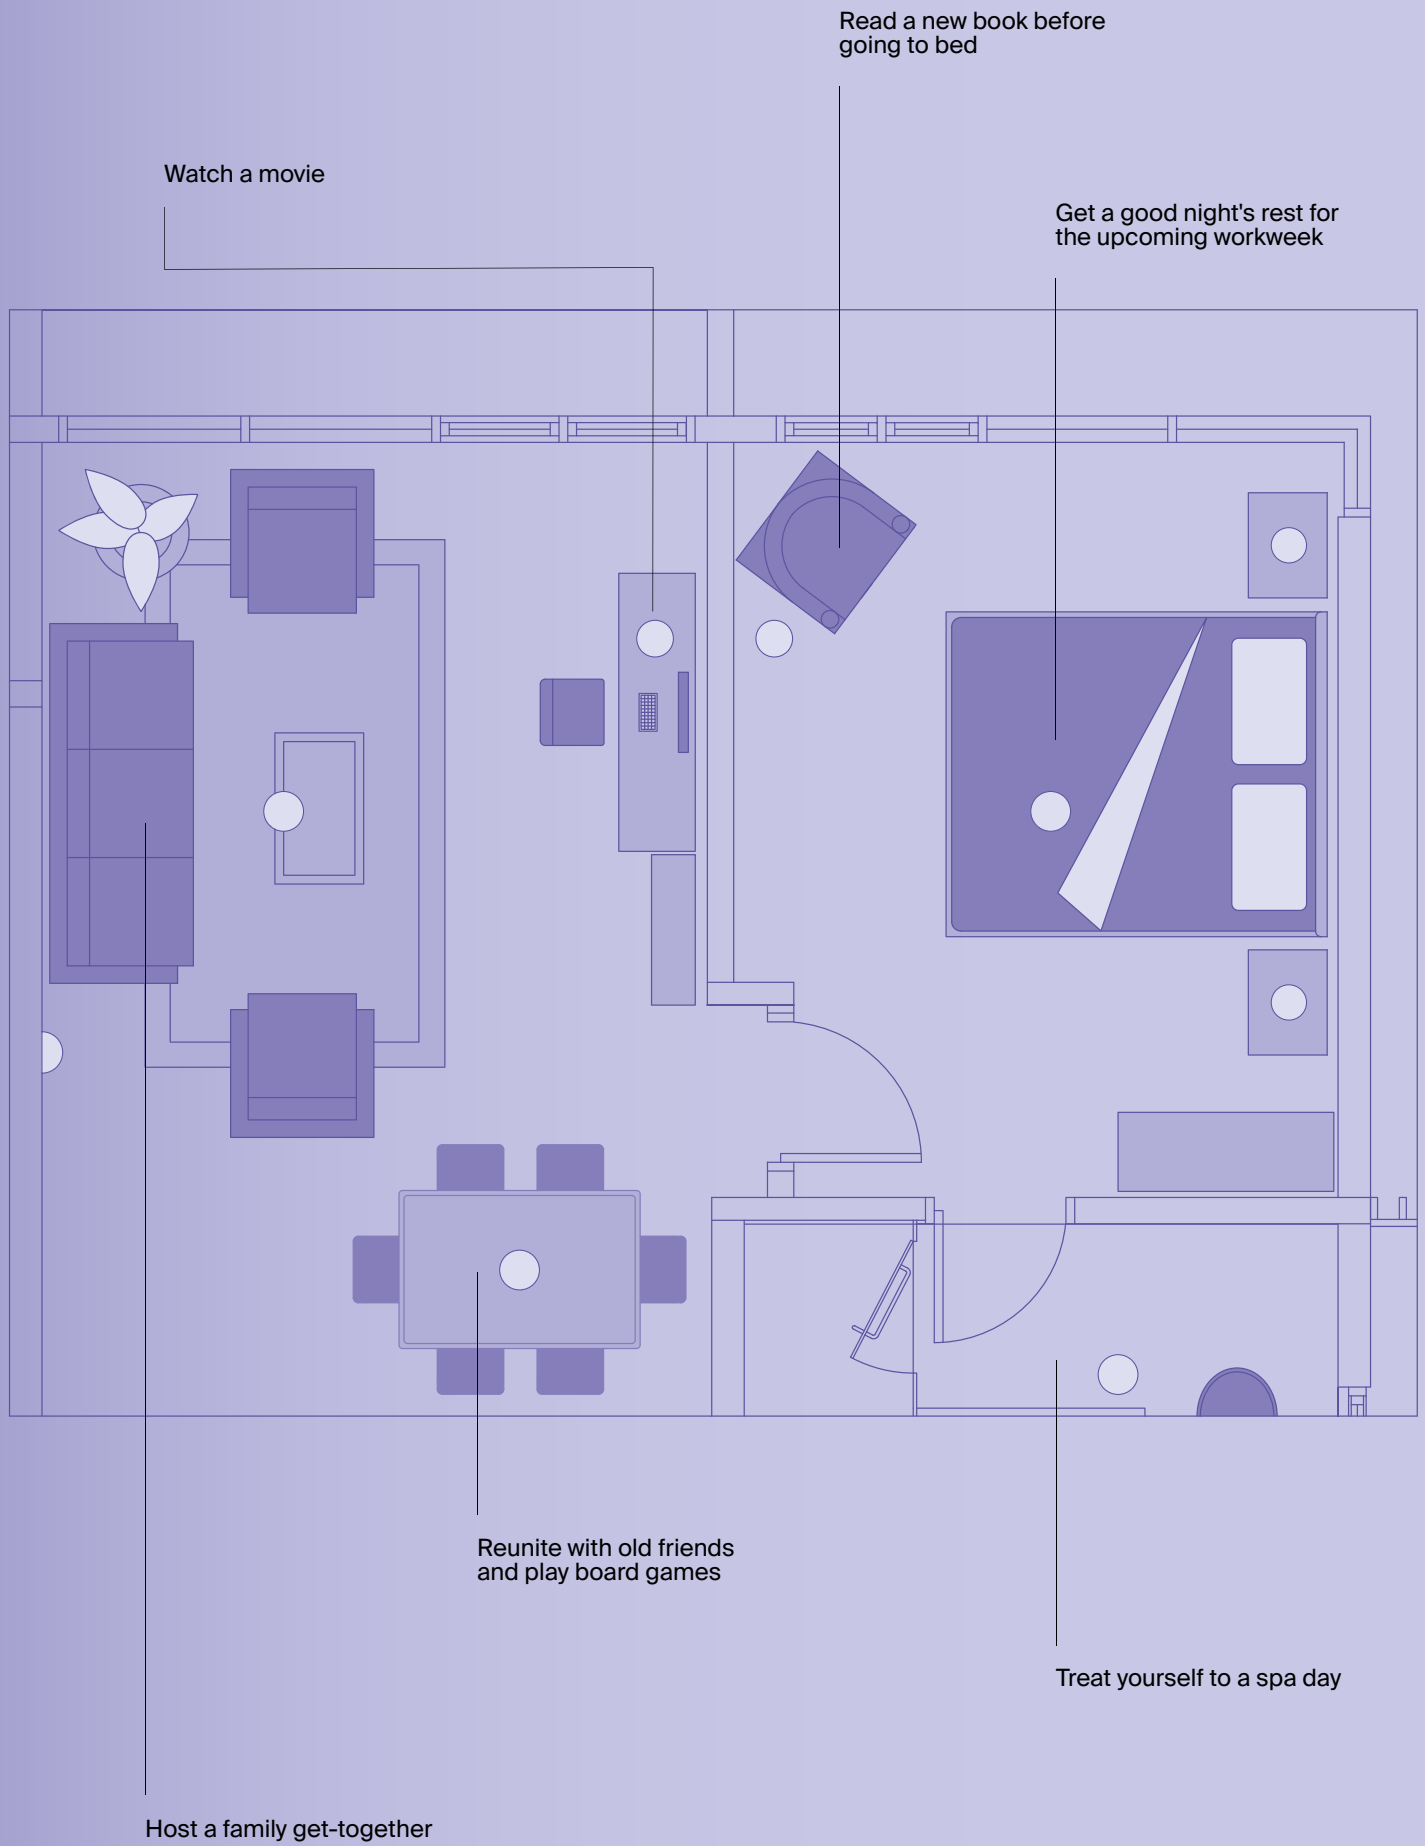 Read a new book before
going to bed
Watch a movie
Get a good night's rest for
the upcoming workweek
Reunite with old friends
and play board games
Treat yourself to a spa day
Host a family get-together